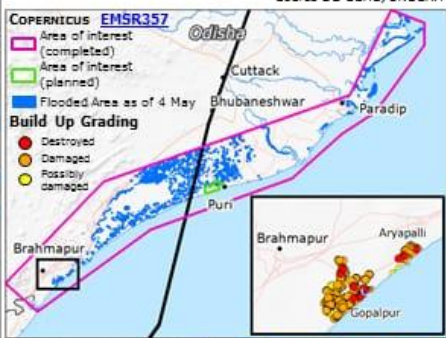 COPERNICUS EMSR357
Area of interest
(completed)
Area of interest
(planned)
Flooded Area as of 4 May
Build Up Grading
Destroyed
Damaged
Possibly
damaged
Odisha
Cuttack
Bhubaneshwar
Paradip
Puri
Brahmapur
Brahmapur
Aryapalli
Gopalpur